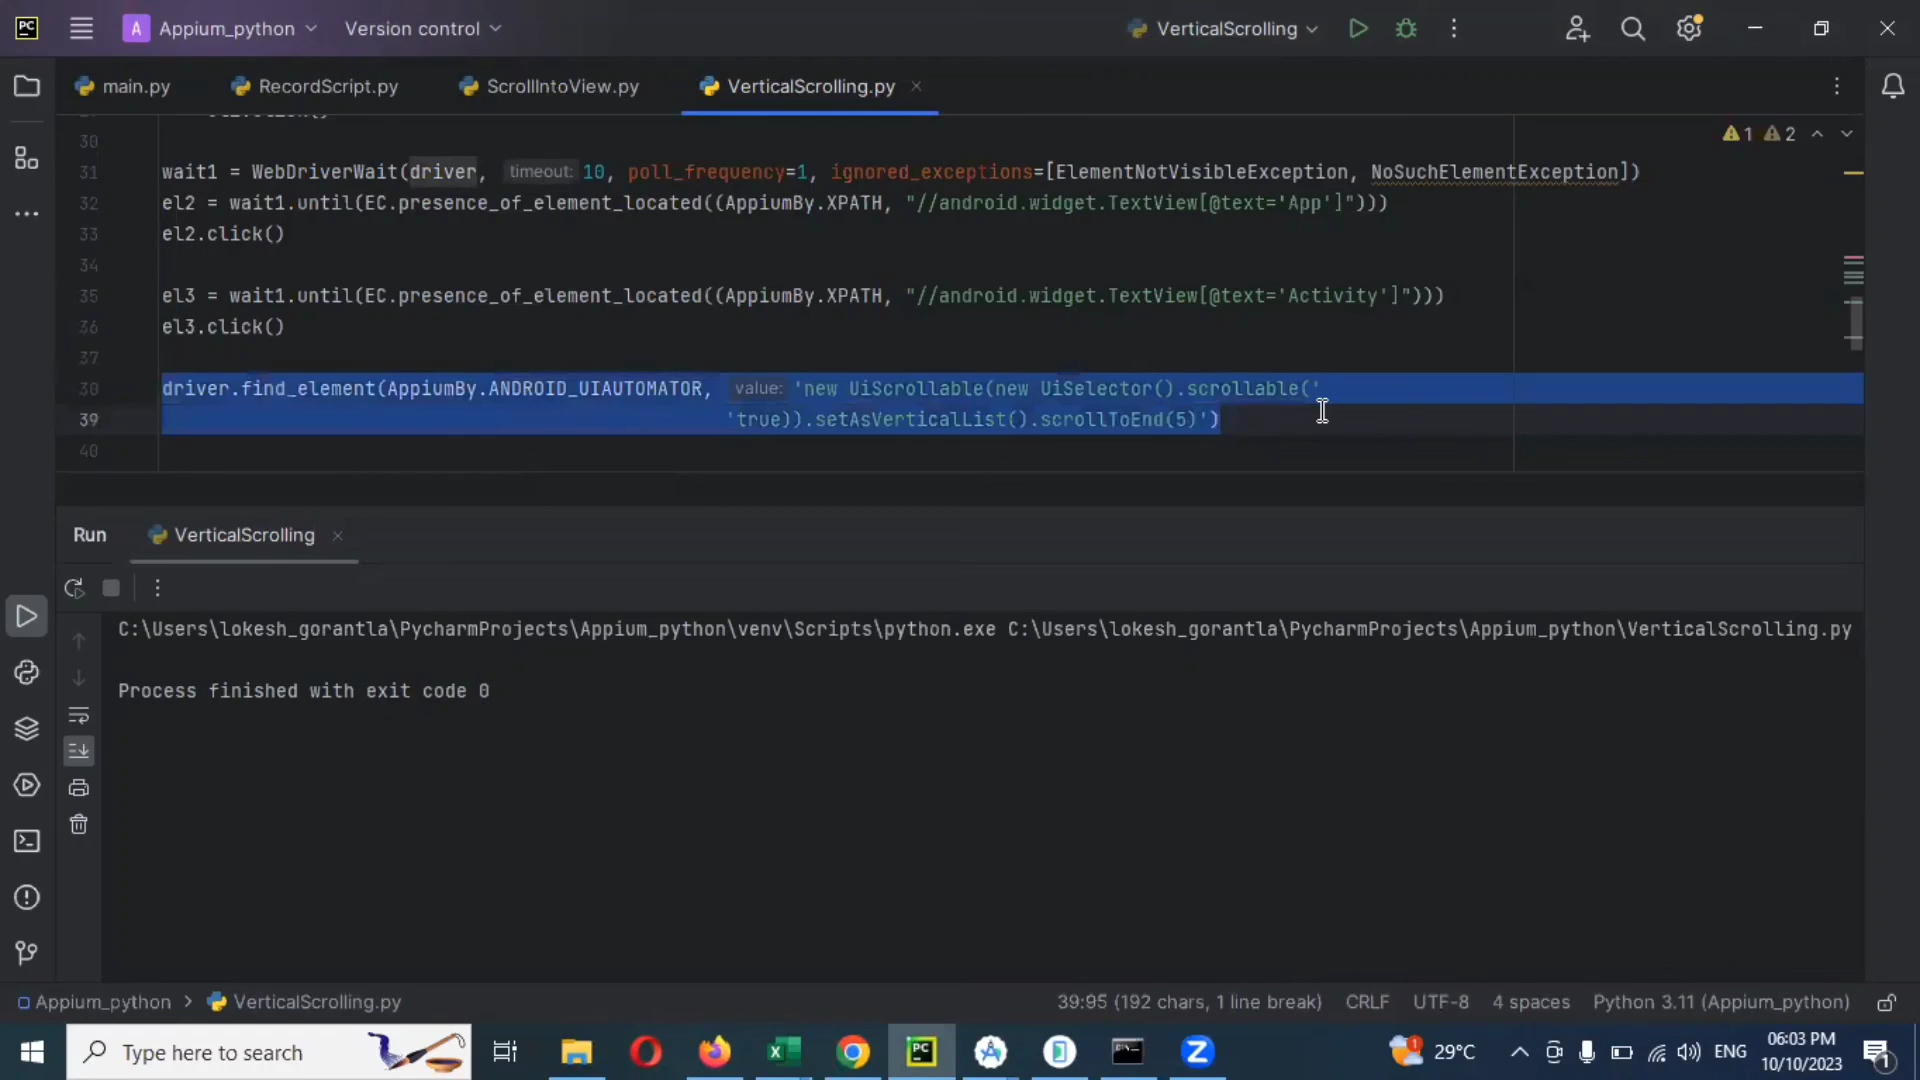 PC
A
Appium_python
Version control
VerticalScrolling
main.py
RecordScript.py
ScrollIntoView.py
VerticalScrolling.py
30
1
2
31
wait1 = WebDriverWait(driver, timeout: 10, poll_frequency=1, ignored_exceptions=[ElementNotVisibleException, NoSuchElementException])
32
el2 = wait1.until(EC.presence_of_element_located((AppiumBy.XPATH, "//android.widget.TextView[@text='App']")))
33
el2.click()
34
35
el3 = wait1.until(EC.presence_of_element_located((AppiumBy.XPATH, "//android.widget.TextView[@text='Activity']")))
36
el3.click()
37
driver.find_element(AppiumBy.ANDROID_UIAUTOMATOR, value: 'new UiScrollable(new UiSelector().scrollable('
39
'true)).setAsVerticalList().scrollToEnd(5)')
40
Run
VerticalScrolling
C:\Users\lokesh_gorantla\PycharmProjects\Appium_python\venv\Scripts\python.exe C:\Users\lokesh_gorantla\PycharmProjects\Appium_python\VerticalScrolling.py
Process finished with exit code 0
Appium_python
VerticalScrolling.py
39:95 (192 chars, 1 line break)
CRLF
UTF-8
4 spaces
Python 3.11 (Appium_python)
Type here to search
PC
1
29°C
ENG
06:03 PM
10/10/2023
1